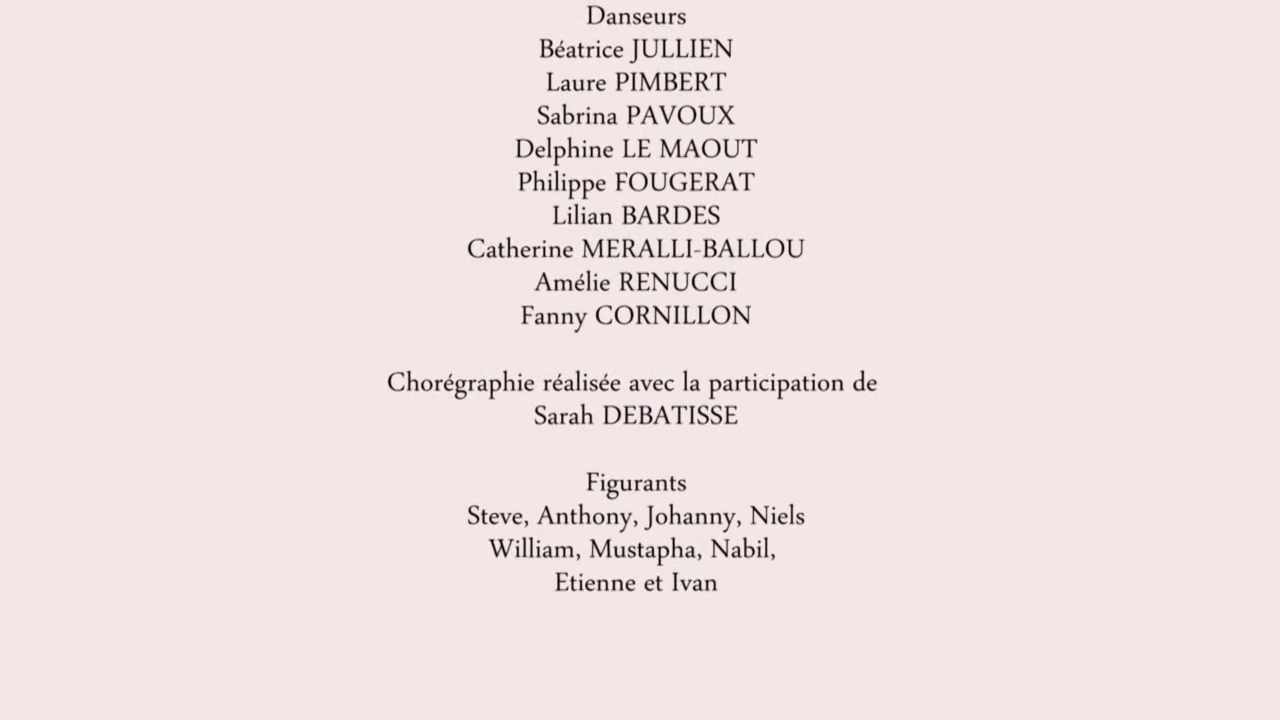 Danseurs
Béatrice JULLIEN
Laure PIMBERT
Sabrina PAVOUX
Delphine LE MAOUT
Philippe FOUGERAT
Lilian BARDES
Catherine MERALLI-BALLOU
Amélie RENUCCI
Fanny CORNILLON
Chorégraphie réalisée avec la participation de
Sarah DEBATISSE
Figurants
Steve, Anthony, Johanny, Niels
William, Mustapha, Nabil,
Etienne et Ivan